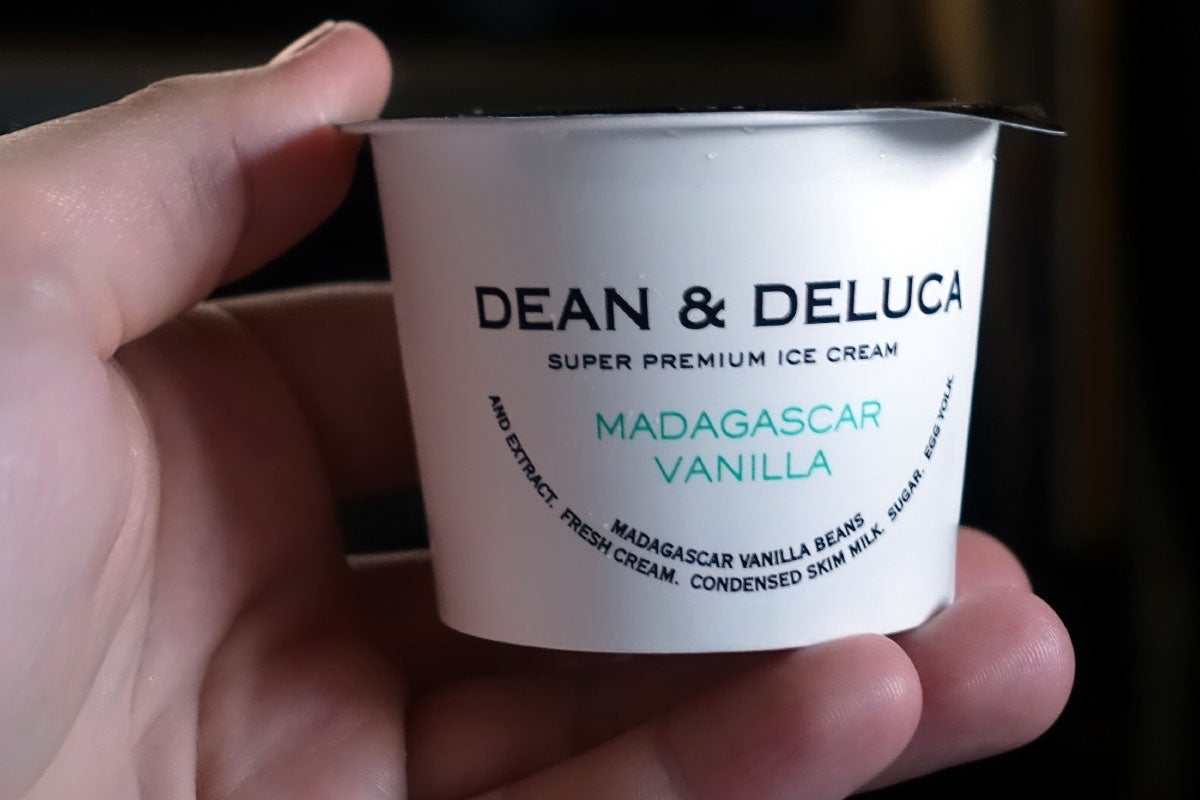 DEAN & DELUCA
SUPER PREMIUM ICE CREAM
MADAGASCAR
VANILLA
MADAGASCAR VANILLA BEANS
AND EXTRACT. FRESH CREAM. CONDENSED SKIM MILK. SUGAR. EGG YOLK.